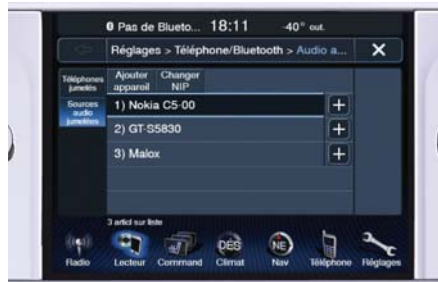 0 Pas de Blueto... 18:11 -40° out.
Réglages > Téléphone/Bluetooth > Audio a...
Téléphones jumelés
Ajouter appareil
Changer NIP
Sources audio jumelées
1) Nokia C5-00
2) GT-S5830
3) Malox
3 articl sur liste
DÉS
NE
Radio Lecteur Command Climat Nav Téléphone Réglages